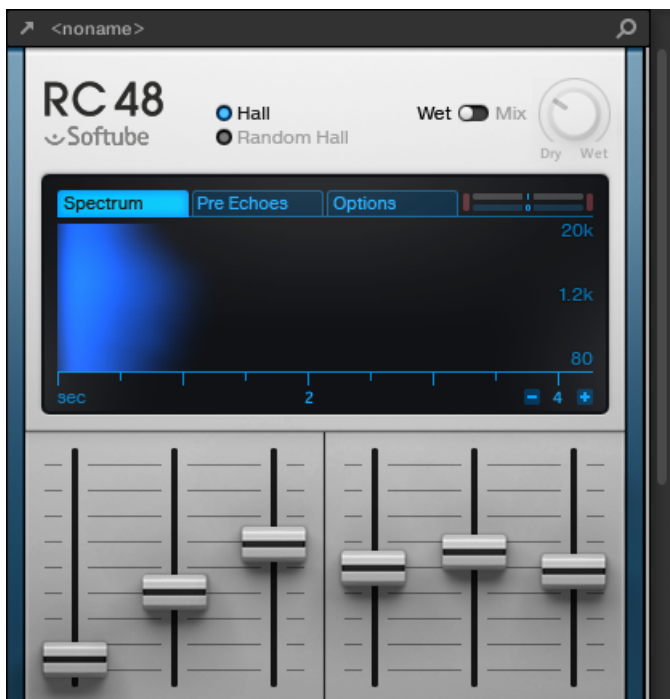 <noname>
RC 48
Softube
Hall
Random Hall
Wet Mix
Dry Wet
Spectrum Pre Echoes Options
0
20k
1.2k
80
sec 2 - 4 +